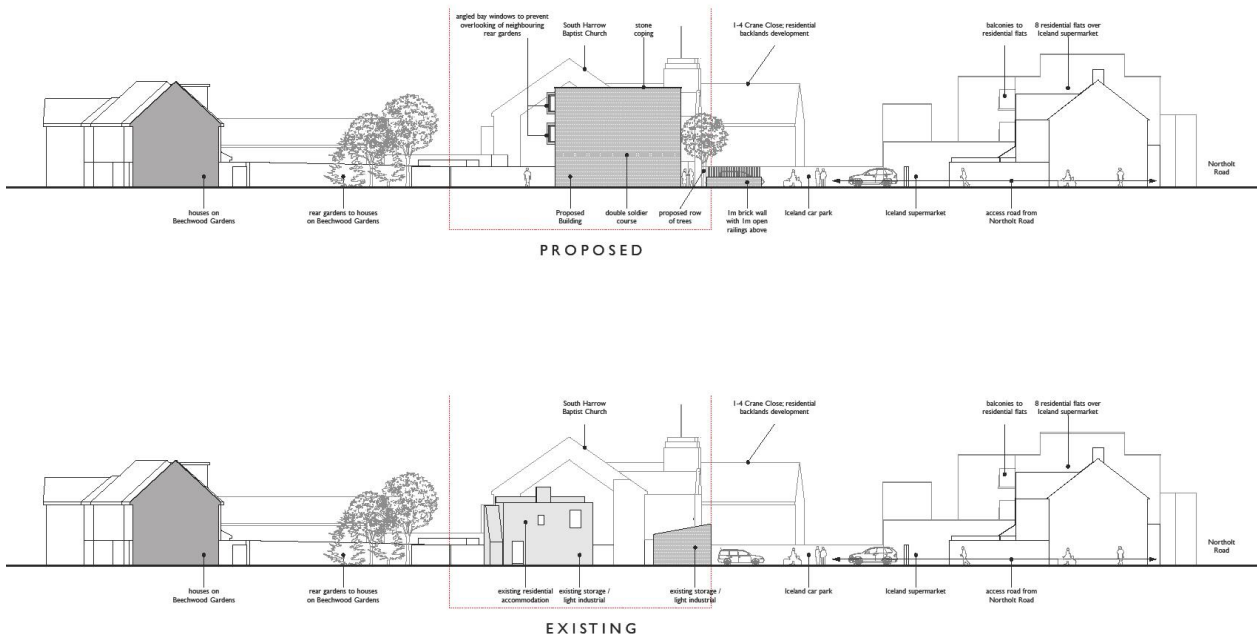 angled bay windows to prevent
overlooking of neighbouring
rear gardens
South Harrow
Baptist Church
stone
coping
1-4 Crane Close; residential
backlands development
balconies to
residential flats
8 residential flats over
Iceland supermarket
Northolt
Road
houses on
Beechwood Gardens
rear gardens to houses
on Beechwood Gardens
Proposed
Building
double soldier
course
proposed row
of trees
1m brick wall
with 1m open
railings above
Iceland car park
Iceland supermarket
access road from
Northolt Road
PROPOSED
South Harrow
Baptist Church
1-4 Crane Close; residential
backlands development
balconies to
residential flats
8 residential flats over
Iceland supermarket
Northolt
Road
houses on
Beechwood Gardens
rear gardens to houses
on Beechwood Gardens
existing residential
accommodation
existing storage /
light industrial
existing storage /
light industrial
Iceland car park
Iceland supermarket
access road from
Northolt Road
EXISTING